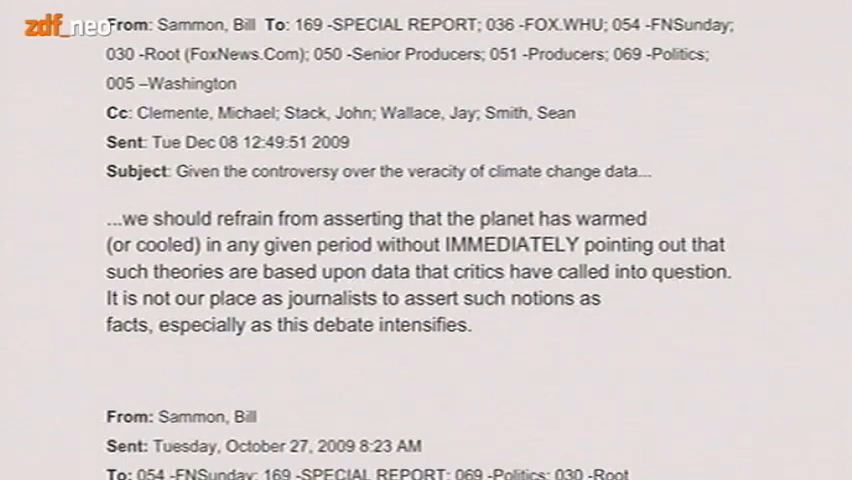 zdf_neo
From: Sammon, Bill To: 169 -SPECIAL REPORT; 036 -FOX.WHU; 054 -FNSunday;
030 -Root (FoxNews.Com); 050 -Senior Producers; 051 -Producers; 069 -Politics;
005 –Washington
Cc: Clemente, Michael; Stack, John; Wallace, Jay; Smith, Sean
Sent: Tue Dec 08 12:49:51 2009
Subject: Given the controversy over the veracity of climate change data...
...we should refrain from asserting that the planet has warmed
(or cooled) in any given period without IMMEDIATELY pointing out that
such theories are based upon data that critics have called into question.
It is not our place as journalists to assert such notions as
facts, especially as this debate intensifies.
From: Sammon, Bill
Sent: Tuesday, October 27, 2009 8:23 AM
To: 054 -FNSunday; 169 -SPECIAL REPORT; 069 -Politics; 030 -Root